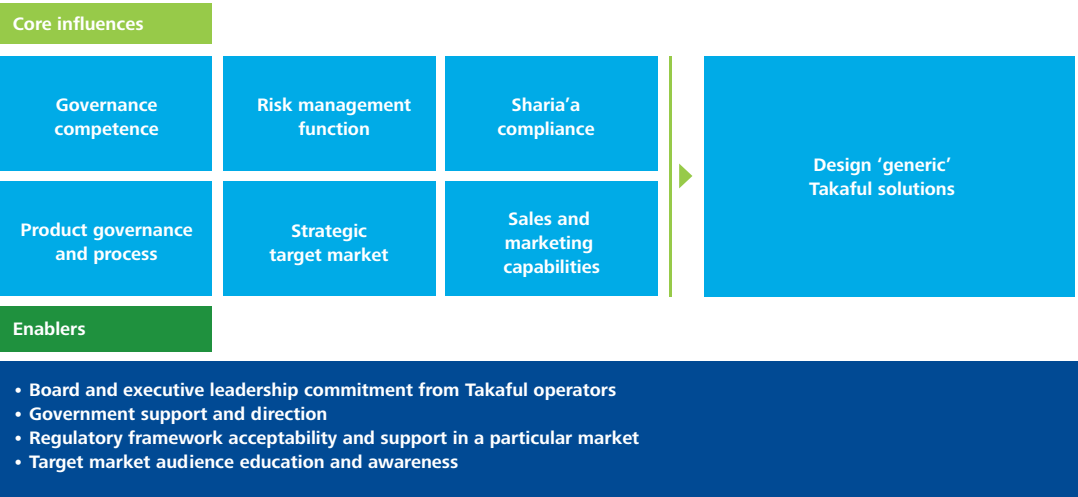 Core influences
Governance
competence
Risk management
function
Sharia’a
compliance
Product governance
and process
Strategic
target market
Sales and
marketing
capabilities
Design ‘generic’
Takaful solutions
Enablers
• Board and executive leadership commitment from Takaful operators
• Government support and direction
• Regulatory framework acceptability and support in a particular market
• Target market audience education and awareness